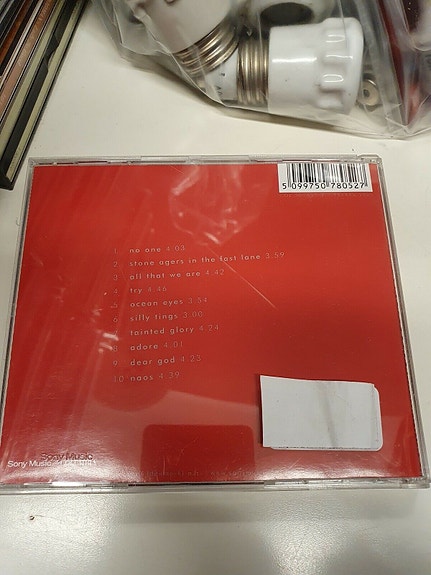 5 099750 780527
1. no one 4.03
2. stone agers in the fast lane 3.59
3. all that we are 4.42
4. try 4.46
5. ocean eyes 3.54
6. silly tings 3.00
7. tainted glory 4.24
8. adore 4.01
9. dear god 4.23
10. naos 4.39
Sony Music
Sony Music